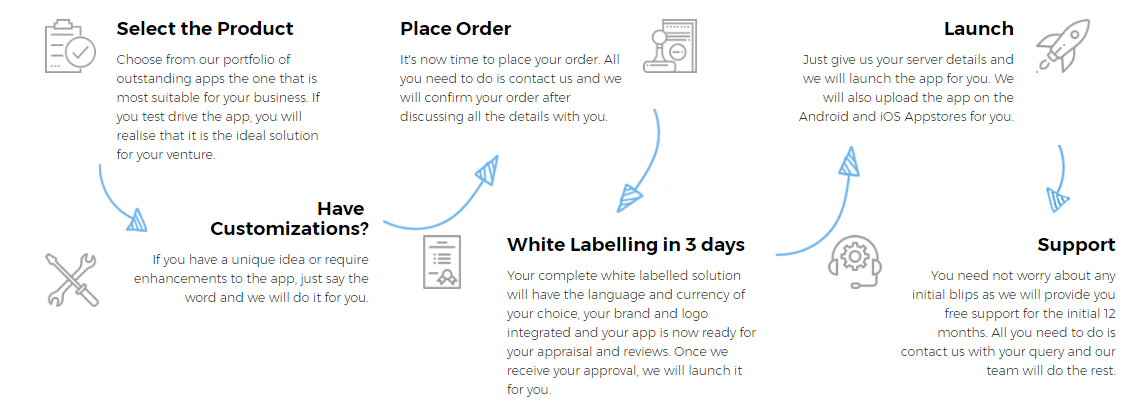 Select the Product
Choose from our portfolio of
outstanding apps the one that is
most suitable for your business. If
you test drive the app, you will
realise that it is the ideal solution
for your venture.
Have
Customizations?
If you have a unique idea or require
enhancements to the app, just say the
word and we will do it for you.
Place Order
It's now time to place your order. All
you need to do is contact us and we
will confirm your order after
discussing all the details with you.
White Labelling in 3 days
Your complete white labelled solution
will have the language and currency of
your choice, your brand and logo
integrated and your app is now ready for
your appraisal and reviews. Once we
receive your approval, we will launch it
for you.
Launch
Just give us your server details and
we will launch the app for you. We
will also upload the app on the
Android and iOS Appstores for you.
Support
You need not worry about any
initial blips as we will provide you
free support for the initial 12
months. All you need to do is
contact us with your query and our
team will do the rest.